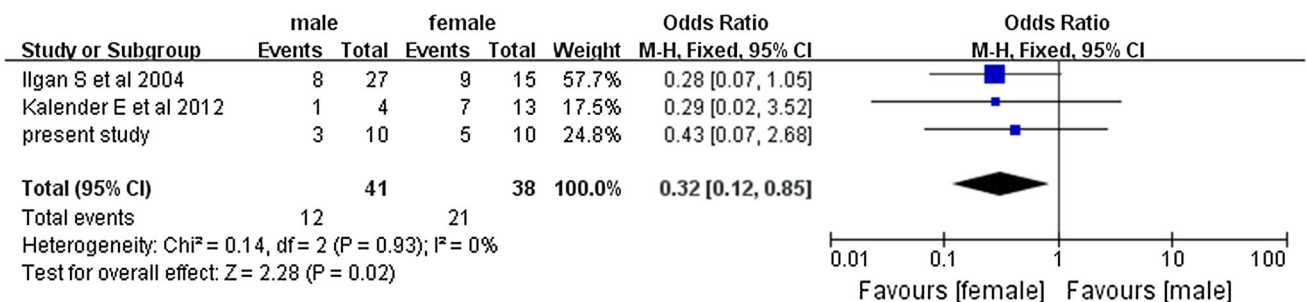 male female Odds Ratio Odds Ratio
Study or Subgroup Events Total Events Total Weight M-H, Fixed, 95% CI M-H, Fixed, 95% CI
Ilgan S et al 2004 8 27 9 15 57.7% 0.28 [0.07, 1.05]
Kalender E et al 2012 1 4 7 13 17.5% 0.29 [0.02, 3.52]
present study 3 10 5 10 24.8% 0.43 [0.07, 2.68]
Total (95% CI) 41 38 100.0% 0.32 [0.12, 0.85]
Total events 12 21
Heterogeneity: Chi² = 0.14, df = 2 (P = 0.93); I² = 0%
Test for overall effect: Z = 2.28 (P = 0.02)
0.01 0.1 1 10 100
Favours [female] Favours [male]